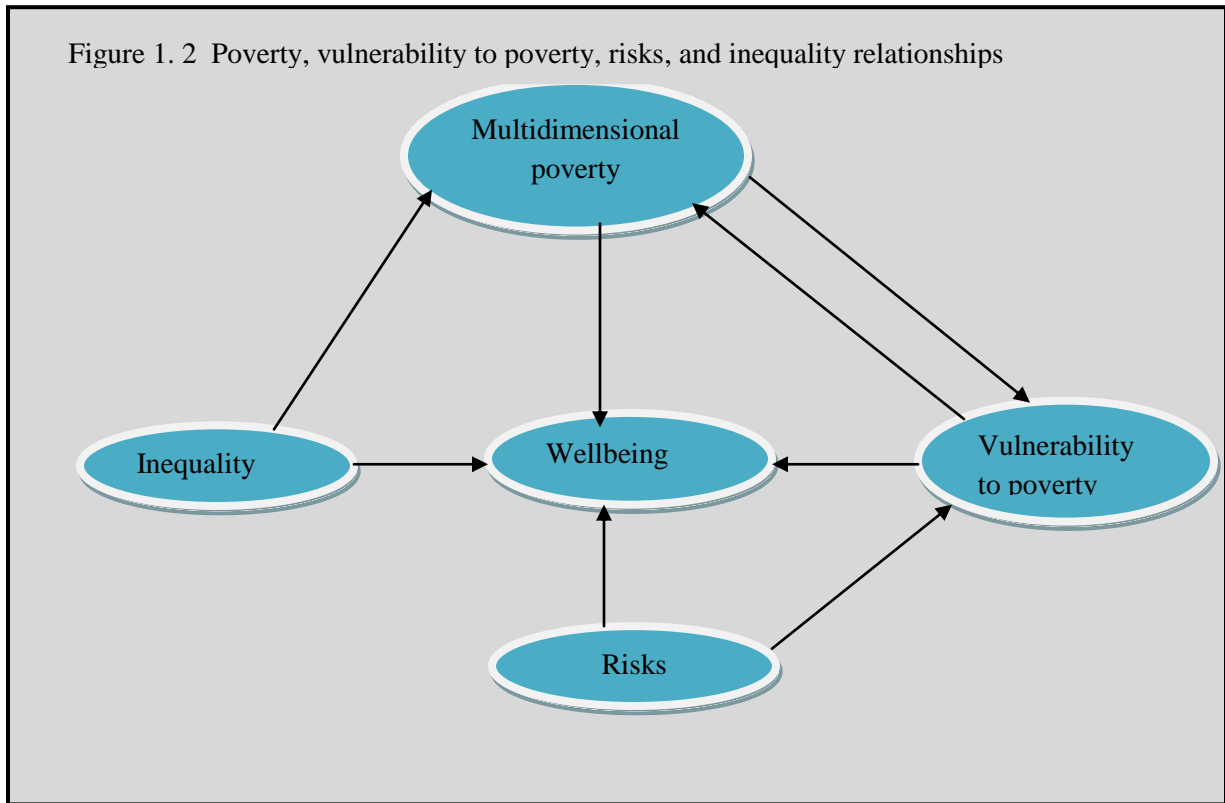 Figure 1. 2  Poverty, vulnerability to poverty, risks, and inequality relationships
Multidimensional
poverty
Inequality
Wellbeing
Vulnerability
to poverty
Risks